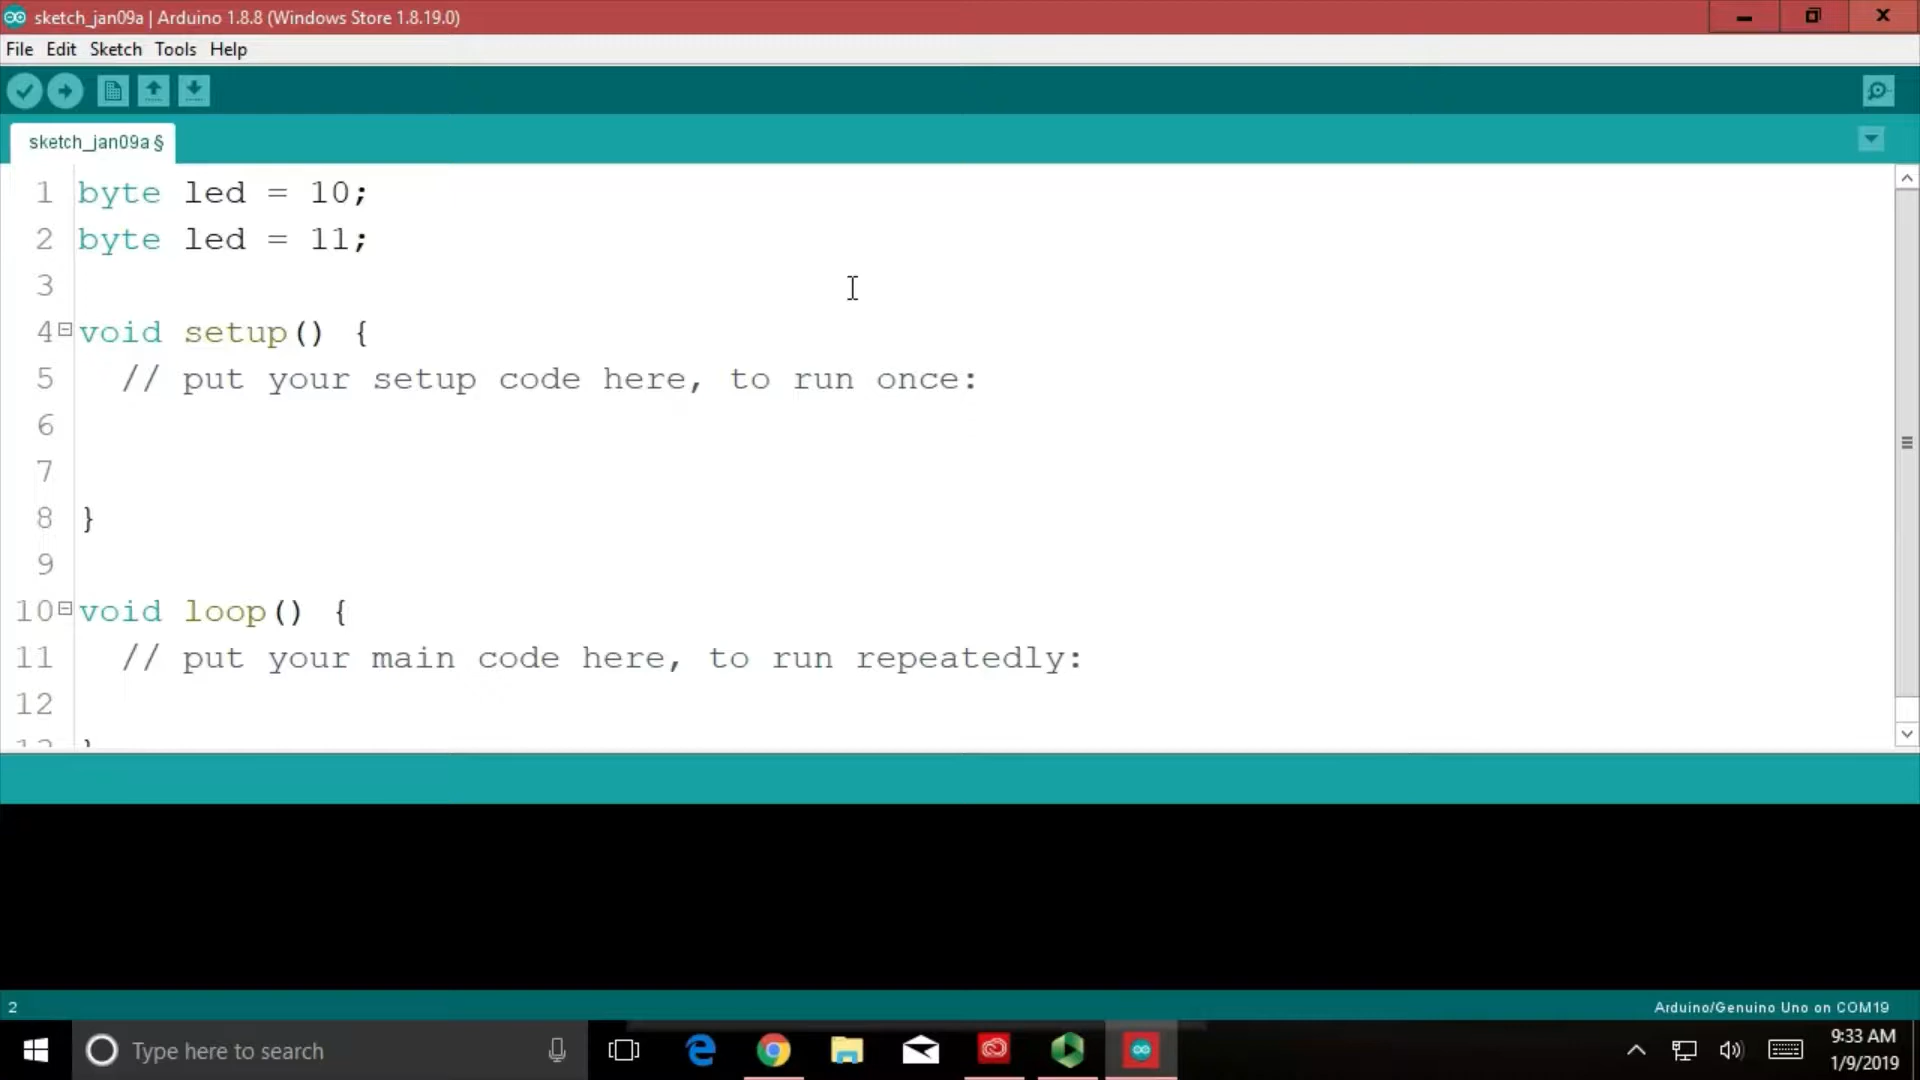 sketch_jan09a | Arduino 1.8.8 (Windows Store 1.8.19.0)
File Edit Sketch Tools Help
sketch_jan09a §
1 byte led = 10;
2 byte led = 11;
3
4 void setup() {
5 // put your setup code here, to run once:
6
7
8 }
9
10 void loop() {
11 // put your main code here, to run repeatedly:
12
2
Arduino/Genuino Uno on COM19
Type here to search
9:33 AM
1/9/2019